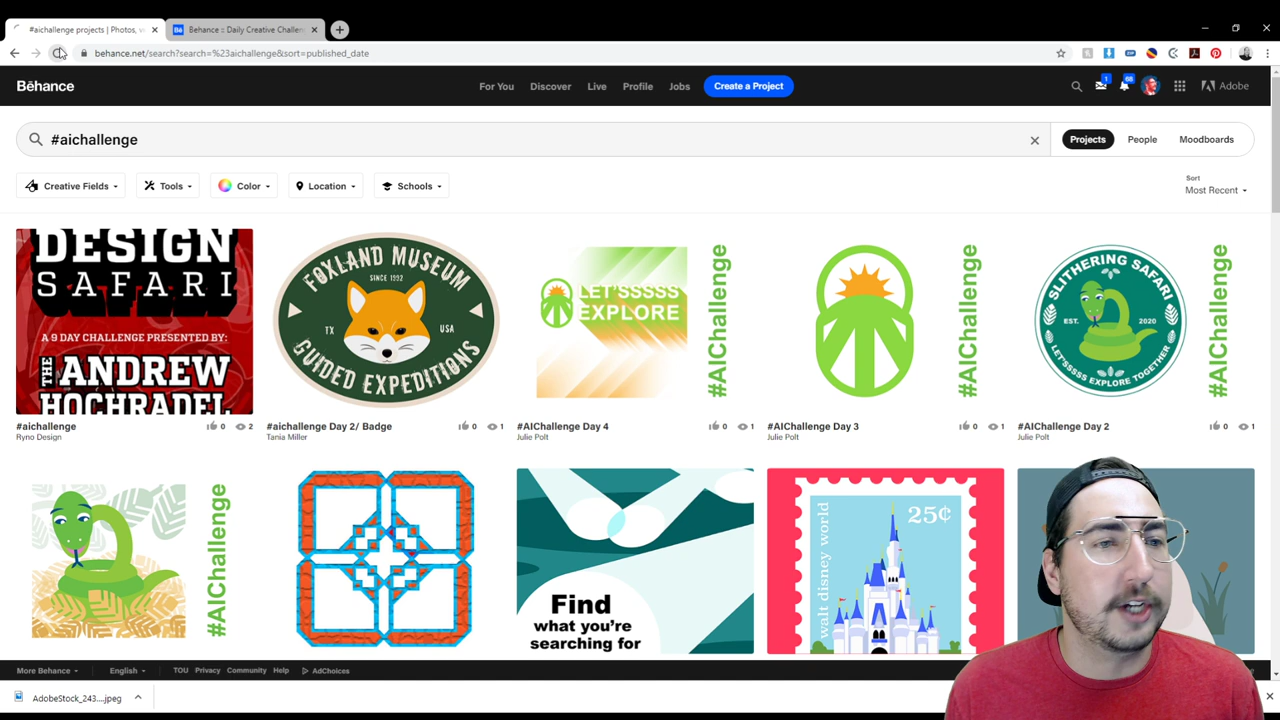 #aichallenge projects | Photos, v
Behance :: Daily Creative Challen
behance.net/search?search=%23aichallenge&sort=published_date
Bēhance
For You
Discover
Live
Profile
Jobs
Create a Project
1
68
Adobe
#aichallenge
Projects
People
Moodboards
Creative Fields
Tools
Color
Location
Schools
Sort
Most Recent
DESIGN
SAFARI
A 9 DAY CHALLENGE PRESENTED BY:
THE ANDREW
HOCHRADEL
FOXLAND MUSEUM
SINCE 1992
TX
USA
GUIDED EXPEDITIONS
LET'SSSSS
EXPLORE
#AIChallenge
#AIChallenge
SLITHERING SAFARI
EST.
2020
LET'SSSSS EXPLORE TOGETHER
#AIChallenge
#aichallenge
0
2
Ryno Design
#aichallenge Day 2/ Badge
0
1
Tania Miller
#AIChallenge Day 4
0
1
Julie Polt
#AIChallenge Day 3
0
1
Julie Polt
#AIChallenge Day 2
0
1
Julie Polt
#AIChallenge
Find
what you're
searching for
walt disney world
25¢
More Behance
English
TOU
Privacy
Community
Help
AdChoices
AdobeStock_243....jpeg